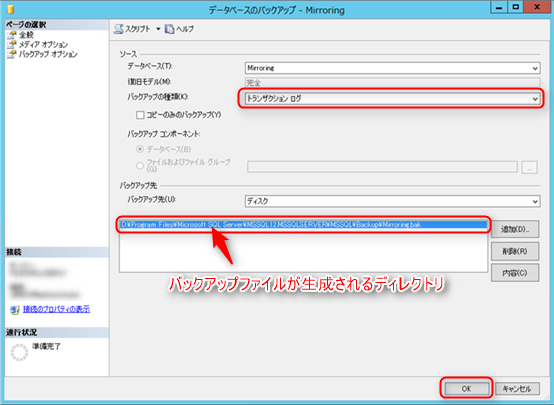 データベースのバックアップ - Mirroring
ページの選択
全般
メディア オプション
バックアップ オプション
スクリプト
ヘルプ
ソース
データベース(T):
Mirroring
復旧モデル(M):
完全
バックアップの種類(K):
トランザクション ログ
コピーのみのバックアップ(Y)
バックアップ コンポーネント:
データベース(B)
ファイルおよびファイル グループ(G):
...
バックアップ先
バックアップ先(U):
ディスク
D:¥Program Files¥Microsoft SQL Server¥MSSQL12.MSSQLSERVER¥MSSQL¥Backup¥Mirroring.bak
追加(D)...
削除(R)
内容(C)
バックアップファイルが生成されるディレクトリ
接続
接続のプロパティの表示
進行状況
準備完了
OK
キャンセル